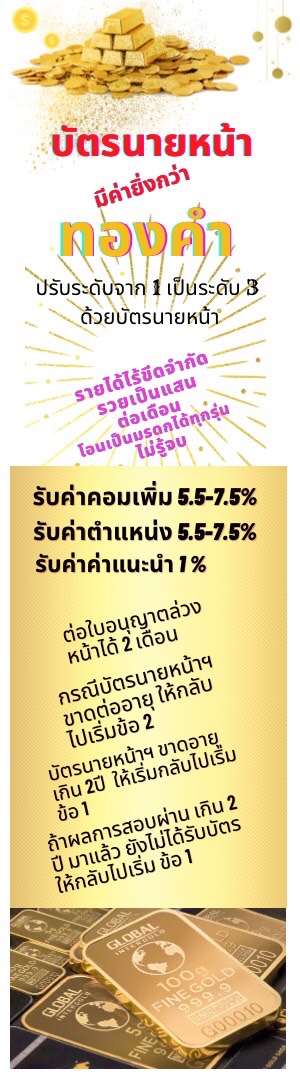 บัตรนายหน้า
มีค่ายิ่งกว่า
ทองคำ
ปรับระดับจาก 1 เป็นระดับ 3
ด้วยบัตรนายหน้า
รายได้ไร้ขีดจำกัด
รวยเป็นแสน
ต่อเดือน
โอนเป็นมรดกได้ทุกรุ่น
ไม่รู้จบ
รับค่าคอมเพิ่ม 5.5-7.5%
รับค่าตำแหน่ง 5.5-7.5%
รับค่าค่าแนะนำ 1 %
ต่อใบอนุญาตล่วง
หน้าได้ 2 เดือน
กรณีบัตรนายหน้าฯ
ขาดต่ออายุ ให้กลับ
ไปเริ่มข้อ 2
บัตรนายหน้าฯ ขาดอายุ
เกิน 2ปี ให้เริ่มกลับไปเริ่ม
ข้อ 1
ถ้าผลการสอบผ่าน เกิน 2
ปี มาแล้ว ยังไม่ได้รับบัตร
ให้กลับไปเริ่ม ข้อ 1
GLOBAL
INTERGOLD
GLOBAL
INTERGOLD
100g
FINE GOLD
999.9
G00010